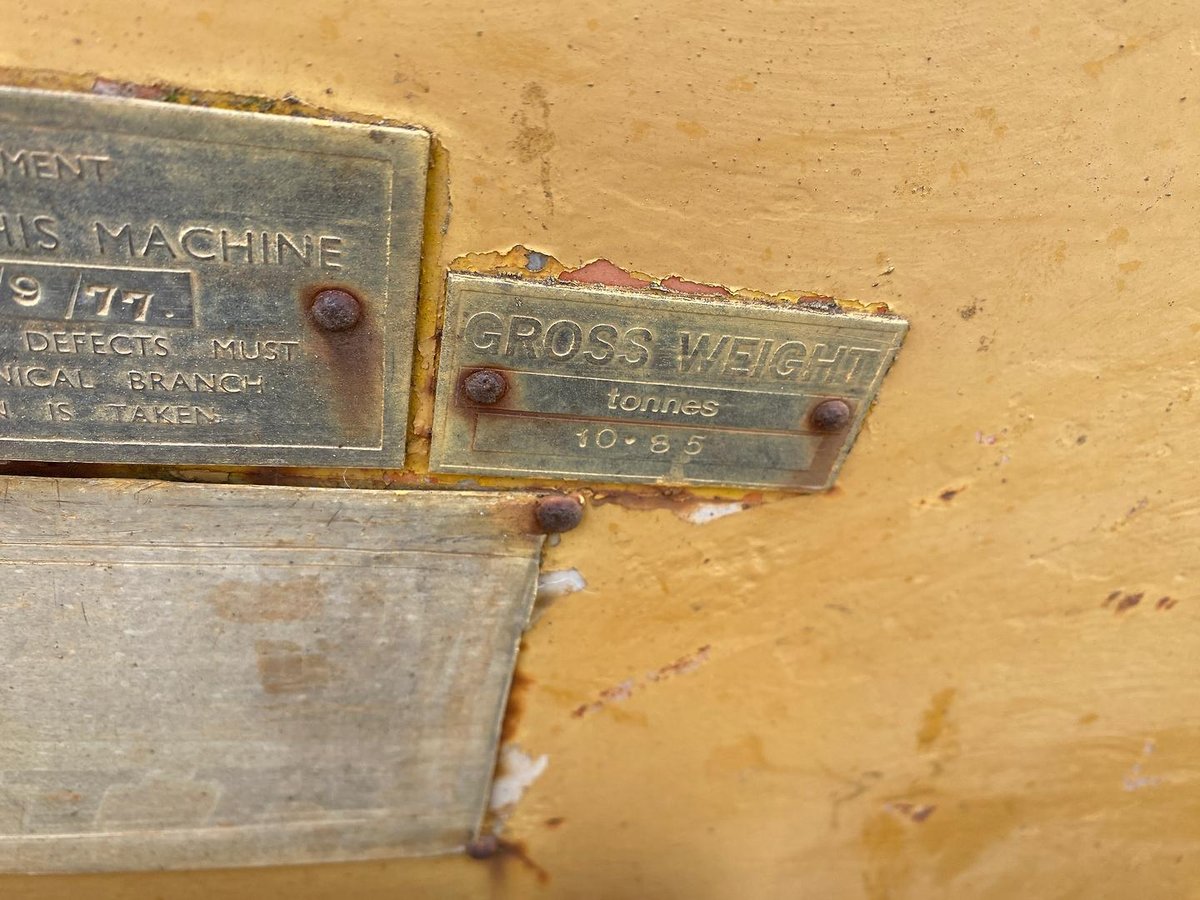 MENT
HIS MACHINE
/9/77.
DEFECTS MUST
NICAL BRANCH
N IS TAKEN
GROSS WEIGHT
tonnes
10·85